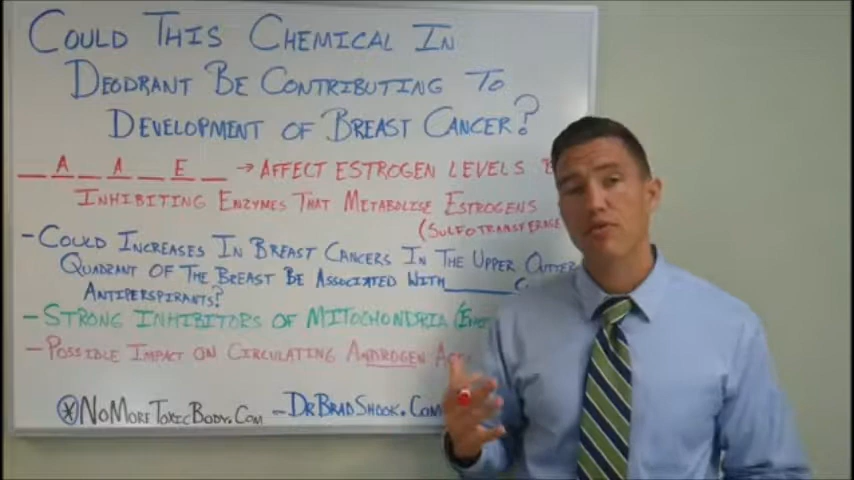 COULD THIS CHEMICAL IN
DEODRANT BE CONTRIBUTING TO
DEVELOPMENT OF BREAST CANCER?
_ A _ A _ E _ → AFFECT ESTROGEN LEVELS
INHIBITING ENZYMES THAT METABOLISE ESTROGENS
(SULFOTRANSFERASE
- COULD INCREASES IN BREAST CANCERS IN THE UPPER OUTER
QUADRANT OF THE BREAST BE ASSOCIATED WITH ______
ANTIPERSPIRANTS?
- STRONG INHIBITORS OF MITOCHONDRIA
- POSSIBLE IMPACT ON CIRCULATING ANDROGEN
* NOMORETOXICBODY.COM - DRBRADSHOOK.COM